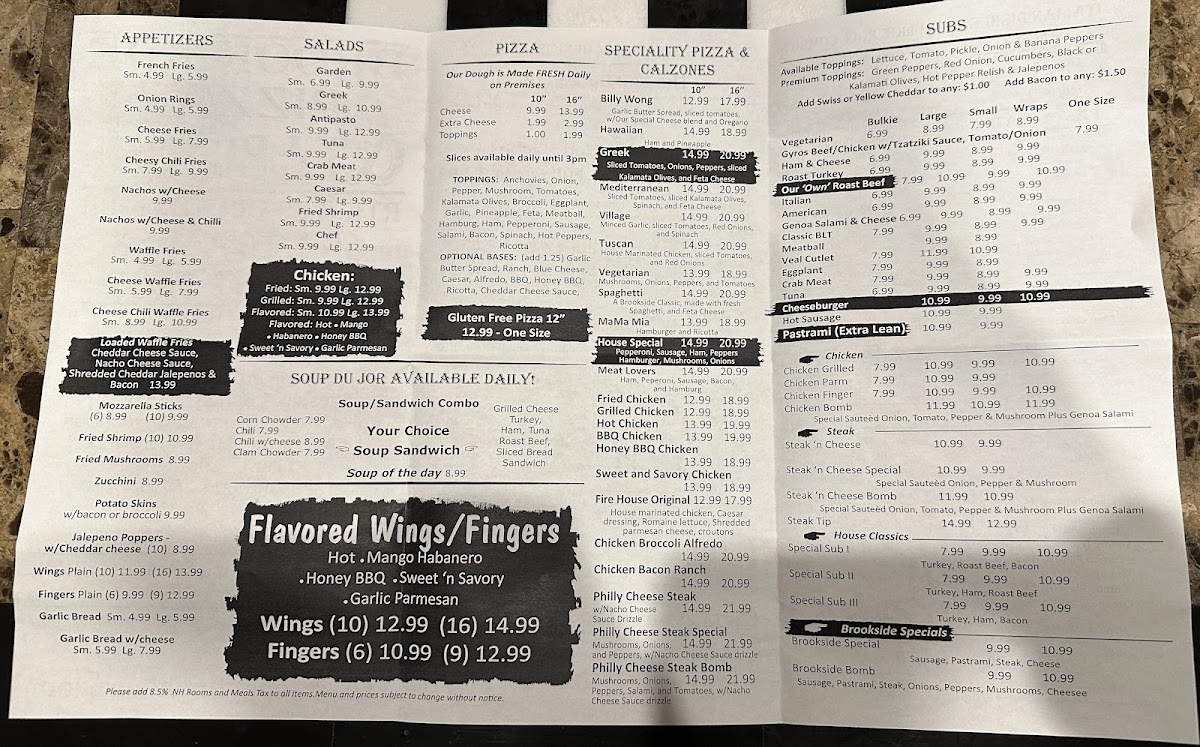 APPETIZERS
French Fries
Sm. 4.99 Lg. 5.99
Onion Rings
Sm. 4.99 Lg. 5.99
Cheese Fries
Sm. 5.99 Lg. 7.99
Cheesy Chili Fries
Sm. 7.99 Lg. 9.99
Nachos w/Cheese
9.99
Nachos w/Cheese & Chilli
9.99
Waffle Fries
Sm. 4.99 Lg. 5.99
Cheese Waffle Fries
Sm. 5.99 Lg. 7.99
Cheese Chili Waffle Fries
Sm. 8.99 Lg. 10.99
Loaded Waffle Fries
Cheddar Cheese Sauce,
Nacho Cheese Sauce,
Shredded Cheddar Jalepenos &
Bacon 13.99
Mozzarella Sticks
(6) 8.99 (10) 9.99
Fried Shrimp (10) 10.99
Fried Mushrooms 8.99
Zucchini 8.99
Potato Skins
w/bacon or broccoli 9.99
Jalepeno Poppers -
w/Cheddar cheese (10) 8.99
Wings Plain (10) 11.99 (16) 13.99
Fingers Plain (6) 9.99 (9) 12.99
Garlic Bread Sm. 4.99 Lg. 5.99
Garlic Bread w/cheese
Sm. 5.99 Lg. 7.99
SALADS
Garden
Sm. 6.99 Lg. 9.99
Greek
Sm. 8.99 Lg. 10.99
Antipasto
Sm. 9.99 Lg. 12.99
Tuna
Sm. 9.99 Lg. 12.99
Crab Meat
Sm. 9.99 Lg. 12.99
Caesar
Sm. 7.99 Lg. 9.99
Fried Shrimp
Sm. 9.99 Lg. 12.99
Chef
Sm. 9.99 Lg. 12.99
Chicken:
Fried: Sm. 9.99 Lg. 12.99
Grilled: Sm. 9.99 Lg. 12.99
Flavored: Sm. 10.99 Lg. 13.99
Flavored: Hot • Mango
• Habanero • Honey BBQ
• Sweet 'n Savory • Garlic Parmesan
PIZZA
Our Dough is Made FRESH Daily
on Premises
10" 16"
Cheese 9.99 13.99
Extra Cheese 1.99 2.99
Toppings 1.00 1.99
Slices available daily until 3pm
TOPPINGS: Anchovies, Onion,
Pepper, Mushroom, Tomatoes,
Kalamata Olives, Broccoli, Eggplant,
Garlic, Pineapple, Feta, Meatball,
Hamburg, Ham, Pepperoni, Sausage,
Salami, Bacon, Spinach, Hot Peppers,
Ricotta
OPTIONAL BASES: (add 1.25) Garlic
Butter Spread, Ranch, Blue Cheese,
Caesar, Alfredo, BBQ, Honey BBQ,
Ricotta, Cheddar Cheese Sauce,
Gluten Free Pizza 12"
12.99 - One Size
SOUP DU JOR AVAILABLE DAILY!
Soup/Sandwich Combo
Corn Chowder 7.99
Chili 7.99
Chili w/cheese 8.99
Clam Chowder 7.99
Your Choice
Soup Sandwich
Grilled Cheese
Turkey,
Ham, Tuna
Roast Beef,
Sliced Bread
Sandwich
Soup of the day 8.99
Flavored Wings/Fingers
Hot • Mango Habanero
• Honey BBQ • Sweet 'n Savory
• Garlic Parmesan
Wings (10) 12.99 (16) 14.99
Fingers (6) 10.99 (9) 12.99
Please add 8.5% NH Rooms and Meals Tax to all items.Menu and prices subject to change without notice.
SPECIALITY PIZZA &
CALZONES
10" 16"
Billy Wong 12.99 17.99
Garlic Butter Spread, sliced tomatoes,
w/Our Special Cheese blend and Oregano
Hawaiian 14.99 18.99
Ham and Pineapple
Greek 14.99 20.99
Sliced Tomatoes, Onions, Peppers, sliced
Kalamata Olives, and Feta Cheese
Mediterranean 14.99 20.99
Sliced Tomatoes, sliced Kalamata Olives,
Spinach, and Feta Cheese
Village 14.99 20.99
Minced Garlic, sliced Tomatoes, Red Onions,
and Spinach
Tuscan 14.99 20.99
House Marinated Chicken, sliced Tomatoes,
and Red Onions
Vegetarian 13.99 18.99
Mushrooms, Onions, Peppers, and Tomatoes
Spaghetti 14.99 20.99
A Brookside Classic, made with fresh
Spaghetti, and Feta Cheese
MaMa Mia 13.99 18.99
Hamburger and Ricotta
House Special 14.99 20.99
Pepperoni, Sausage, Ham, Peppers
Hamburger, Mushrooms, Onions
Meat Lovers 14.99 20.99
Ham, Peperoni, Sausage, Bacon,
and Hamburg
Fried Chicken 12.99 18.99
Grilled Chicken 12.99 18.99
Hot Chicken 13.99 19.99
BBQ Chicken 13.99 19.99
Honey BBQ Chicken
13.99 18.99
Sweet and Savory Chicken
13.99 18.99
Fire House Original 12.99 17.99
House marinated chicken, Caesar
dressing, Romaine lettuce, Shredded
parmesan cheese, croutons
Chicken Broccoli Alfredo
14.99 20.99
Chicken Bacon Ranch
14.99 20.99
Philly Cheese Steak
w/Nacho Cheese 14.99 21.99
Sauce Drizzle
Philly Cheese Steak Special
Mushrooms, Onions, 14.99 21.99
and Peppers, w/Nacho Cheese Sauce drizzle
Philly Cheese Steak Bomb
Mushrooms, Onions, 14.99 21.99
Peppers, Salami, and Tomatoes, w/Nacho
Cheese Sauce drizzle
SUBS
Available Toppings: Lettuce, Tomato, Pickle, Onion & Banana Peppers
Premium Toppings: Green Peppers, Red Onion, Cucumbers, Black or
Kalamati Olives, Hot Pepper Relish & Jalepenos
Add Swiss or Yellow Cheddar to any: $1.00 Add Bacon to any: $1.50
Bulkie Large Small Wraps One Size
Vegetarian 6.99 8.99 7.99 8.99
Gyros Beef/Chicken w/Tzatziki Sauce, Tomato/Onion 7.99
Ham & Cheese 6.99 9.99 8.99 9.99
Roast Turkey 6.99 9.99 8.99 9.99
Our 'Own' Roast Beef 7.99 10.99 9.99 10.99
Italian 6.99 9.99 8.99 9.99
American 6.99 9.99 8.99 9.99
Genoa Salami & Cheese 6.99 9.99 8.99 9.99
Classic BLT 7.99 9.99 8.99 9.99
Meatball 9.99 8.99
Veal Cutlet 7.99 11.99 10.99
Eggplant 7.99 9.99 8.99
Crab Meat 7.99 9.99 8.99 9.99
Tuna 6.99 9.99 8.99 9.99
Cheeseburger 10.99 9.99 10.99
Hot Sausage 9.99 8.99
Pastrami (Extra Lean) 10.99 9.99
Chicken
Chicken Grilled 7.99 10.99 9.99 10.99
Chicken Parm 7.99 10.99 9.99
Chicken Finger 7.99 10.99 9.99 10.99
Chicken Bomb 11.99 10.99 11.99
Special Sauteèd Onion, Tomato, Pepper & Mushroom Plus Genoa Salami
Steak
Steak 'n Cheese 10.99 9.99
Steak 'n Cheese Special 10.99 9.99
Special Sauteèd Onion, Pepper & Mushroom
Steak 'n Cheese Bomb 11.99 10.99
Special Sauteèd Onion, Tomato, Pepper & Mushroom Plus Genoa Salami
Steak Tip 14.99 12.99
House Classics
Special Sub I 7.99 9.99 10.99
Turkey, Roast Beef, Bacon
Special Sub II 7.99 9.99 10.99
Turkey, Ham, Roast Beef
Special Sub III 7.99 9.99 10.99
Turkey, Ham, Bacon
Brookside Specials
Brookside Special 9.99 10.99
Sausage, Pastrami, Steak, Cheese
Brookside Bomb 9.99 10.99
Sausage, Pastrami, Steak, Onions, Peppers, Mushrooms, Cheesee